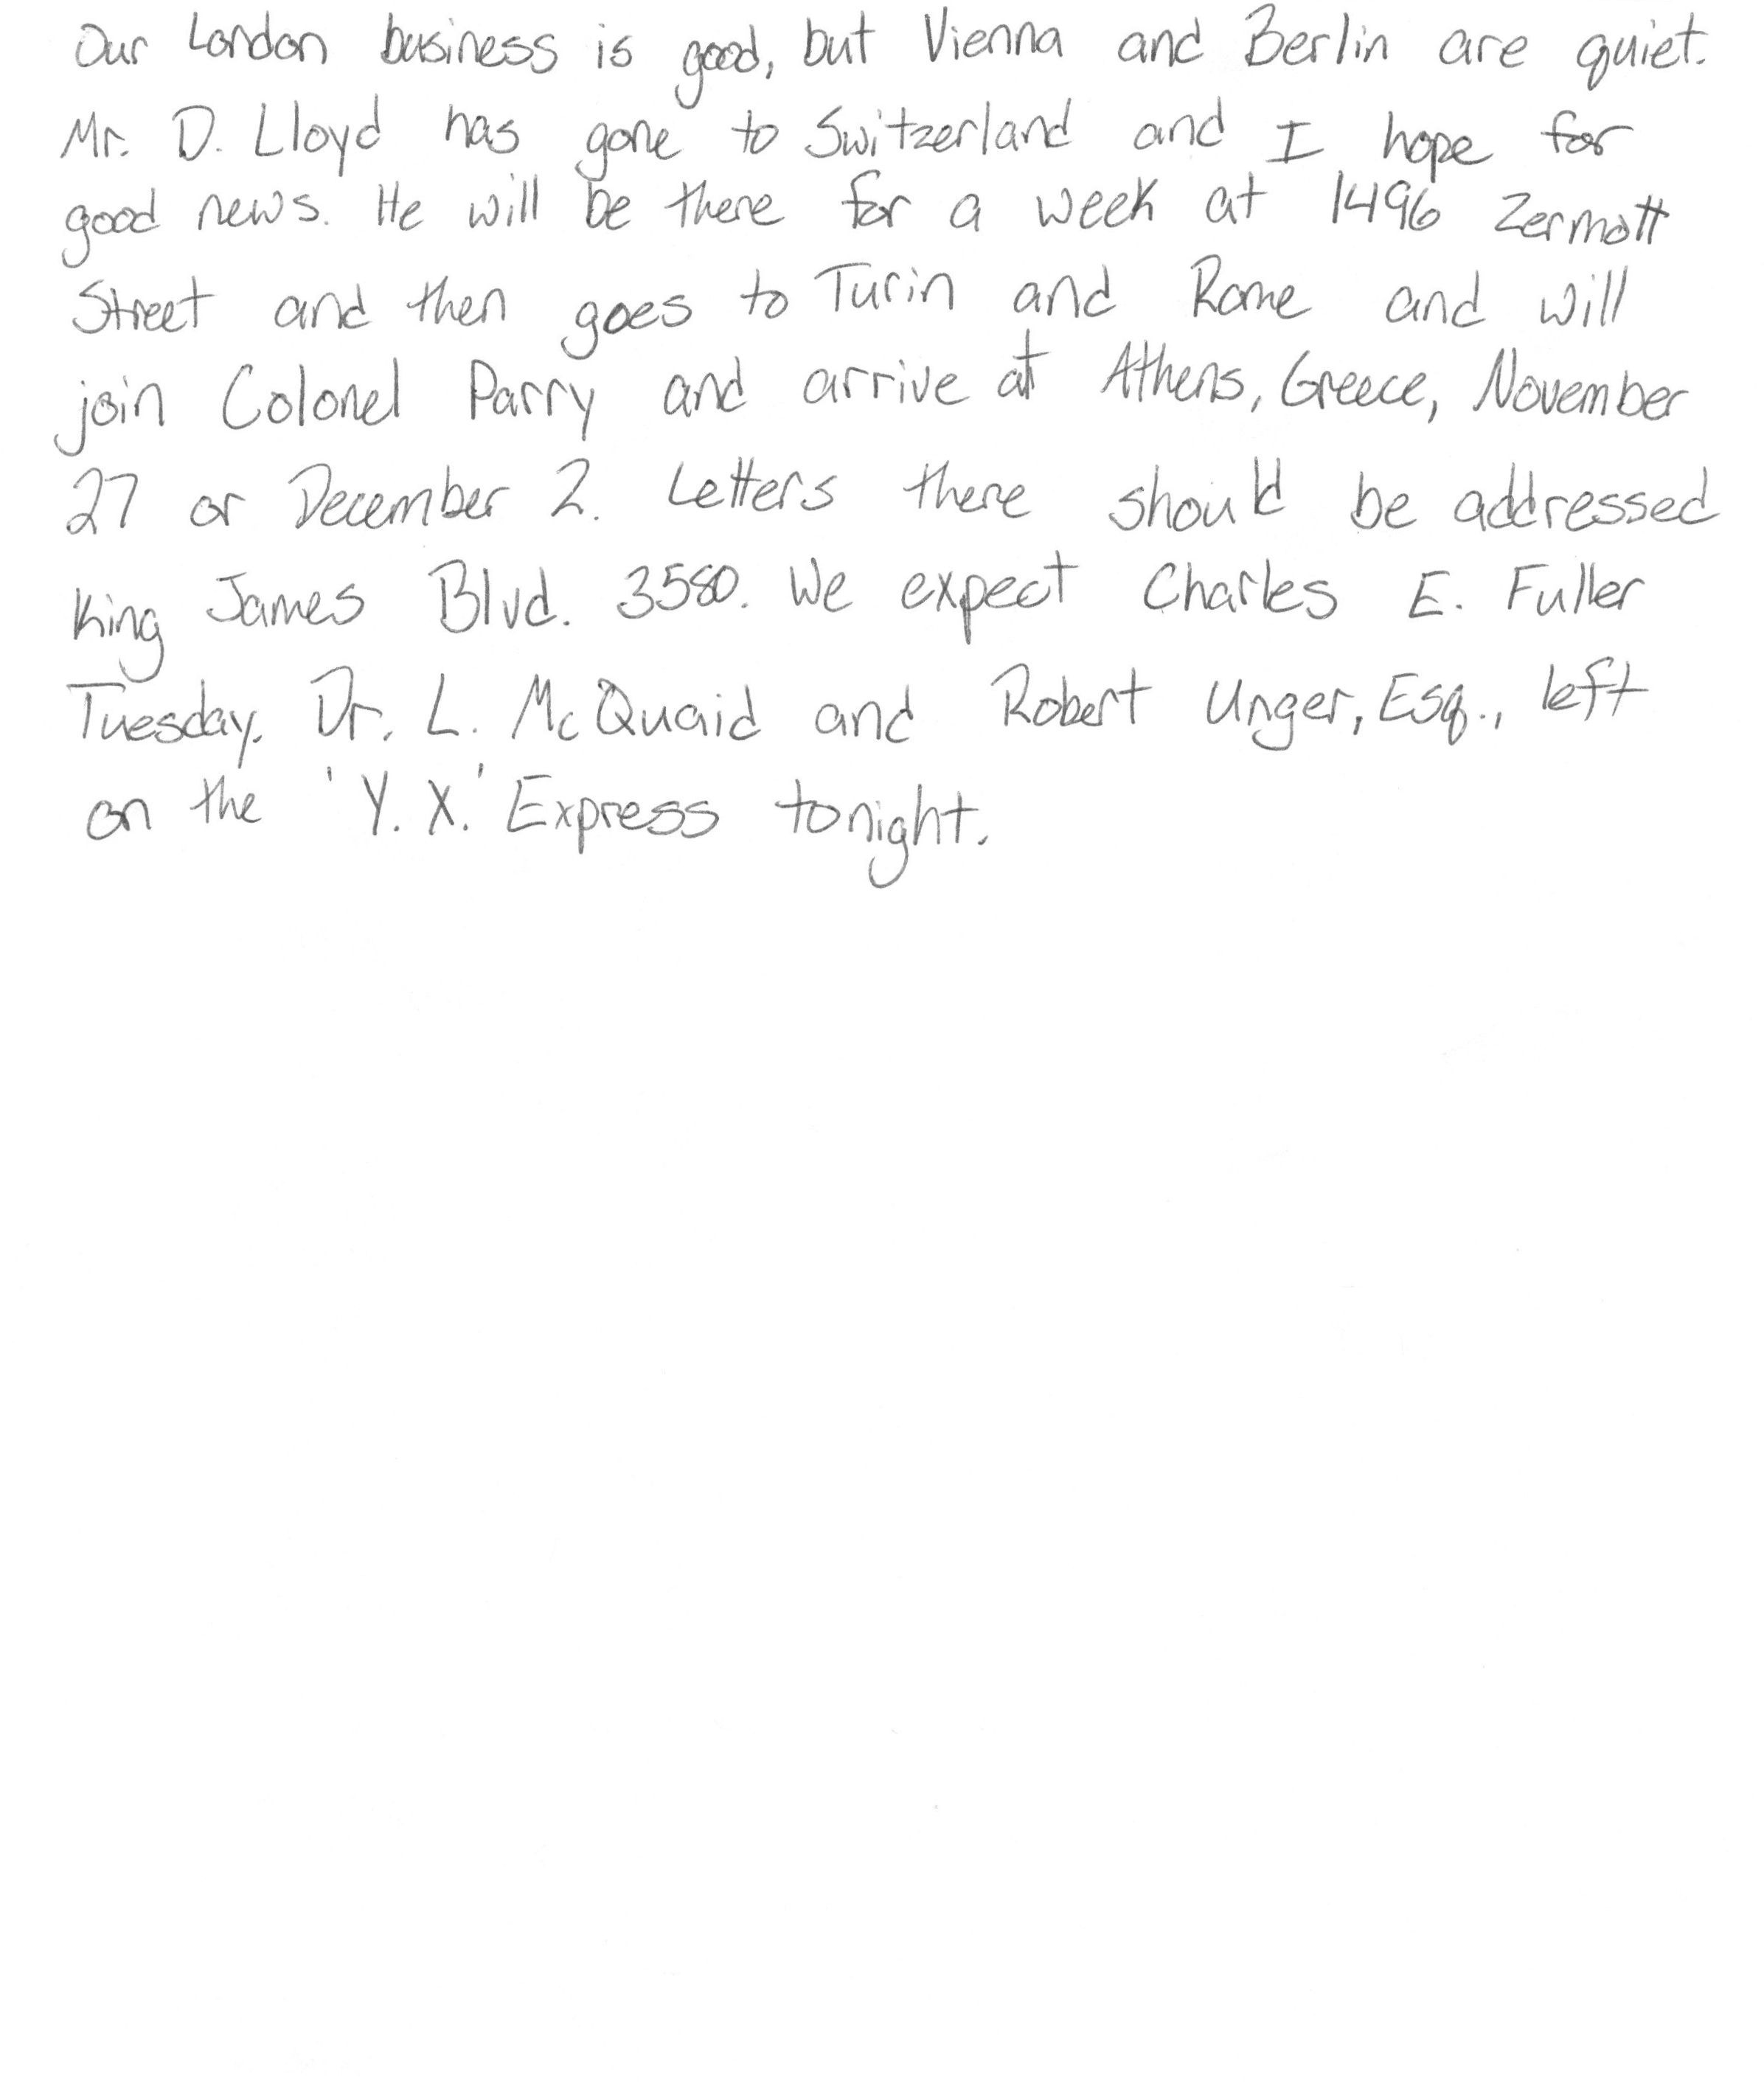 Our London business is good, but Vienna and Berlin are quiet.
Mr. D. Lloyd has gone to Switzerland and I hope for
good news. He will be there for a week at 1496 Zermott
Street and then goes to Turin and Rome and will
join Colonel Parry and arrive at Athens, Greece, November
27 or December 2. Letters there should be addressed
King James Blvd. 3580. We expect Charles E. Fuller
Tuesday. Dr. L. McQuaid and Robert Unger, Esq., left
on the 'Y. X.' Express tonight.